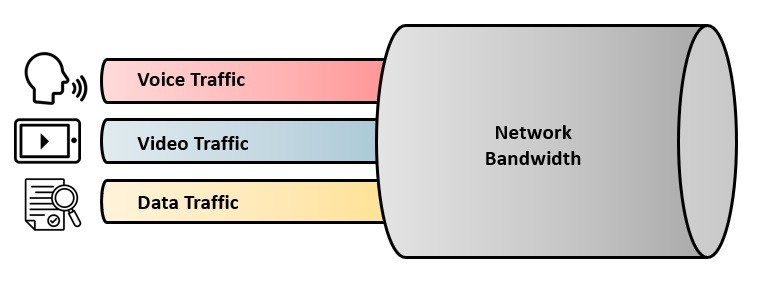 Voice Traffic
Video Traffic
Data Traffic
Network
Bandwidth